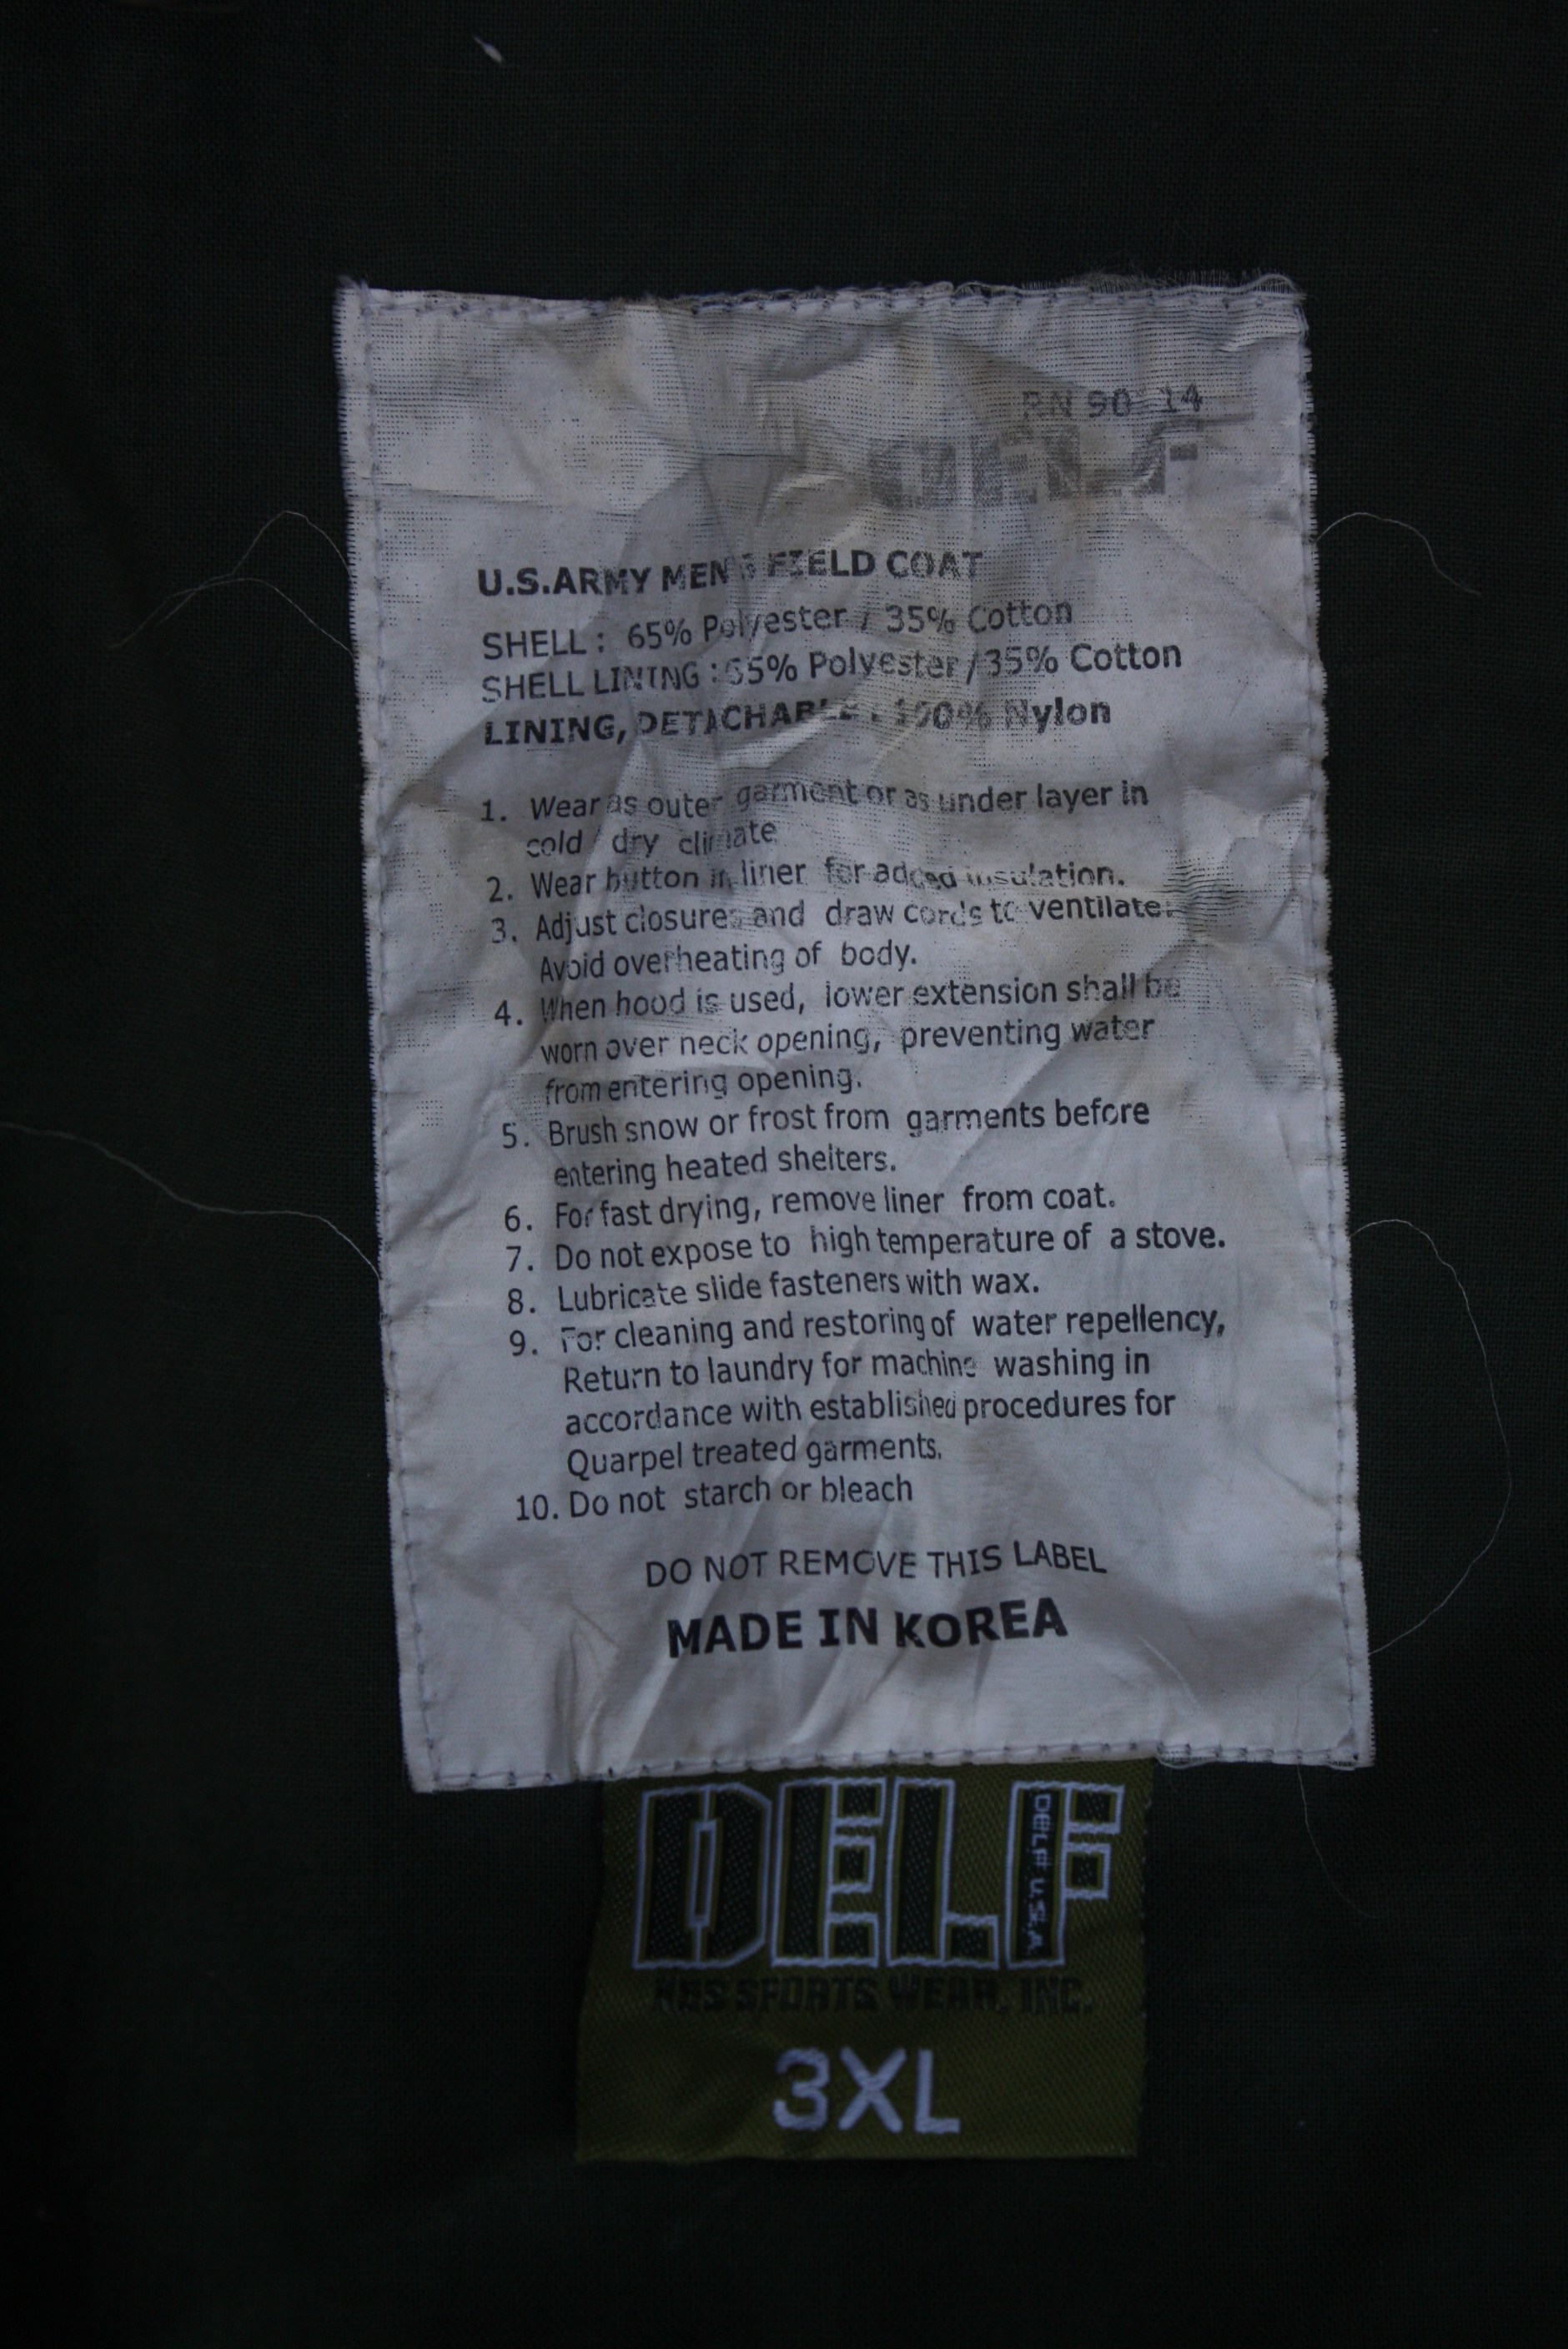 RN 90 14
U.S.ARMY MEN'S FIELD COAT
SHELL : 65% Polyester / 35% Cotton
SHELL LINING : 65% Polyester / 35% Cotton
LINING, DETACHABLE : 100% Nylon
1. Wear as outer garment or as under layer in
cold / dry climate
2. Wear button in liner for added insulation.
3. Adjust closures and draw cords to ventilate.
Avoid overheating of body.
4. When hood is used, lower extension shall be
worn over neck opening, preventing water
from entering opening.
5. Brush snow or frost from garments before
entering heated shelters.
6. For fast drying, remove liner from coat.
7. Do not expose to high temperature of a stove.
8. Lubricate slide fasteners with wax.
9. For cleaning and restoring of water repellency,
Return to laundry for machine washing in
accordance with established procedures for
Quarpel treated garments.
10. Do not starch or bleach
DO NOT REMOVE THIS LABEL
MADE IN KOREA
DELF
DELF U.S.A
SPORTS WEAR, INC.
3XL